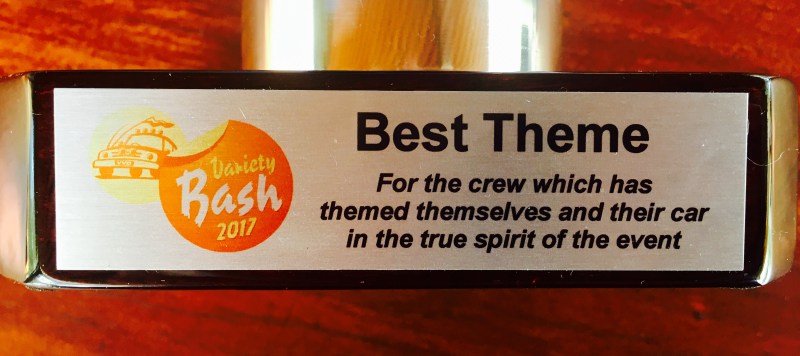 Variety
Bash
2017
Best Theme
For the crew which has
themed themselves and their car
in the true spirit of the event